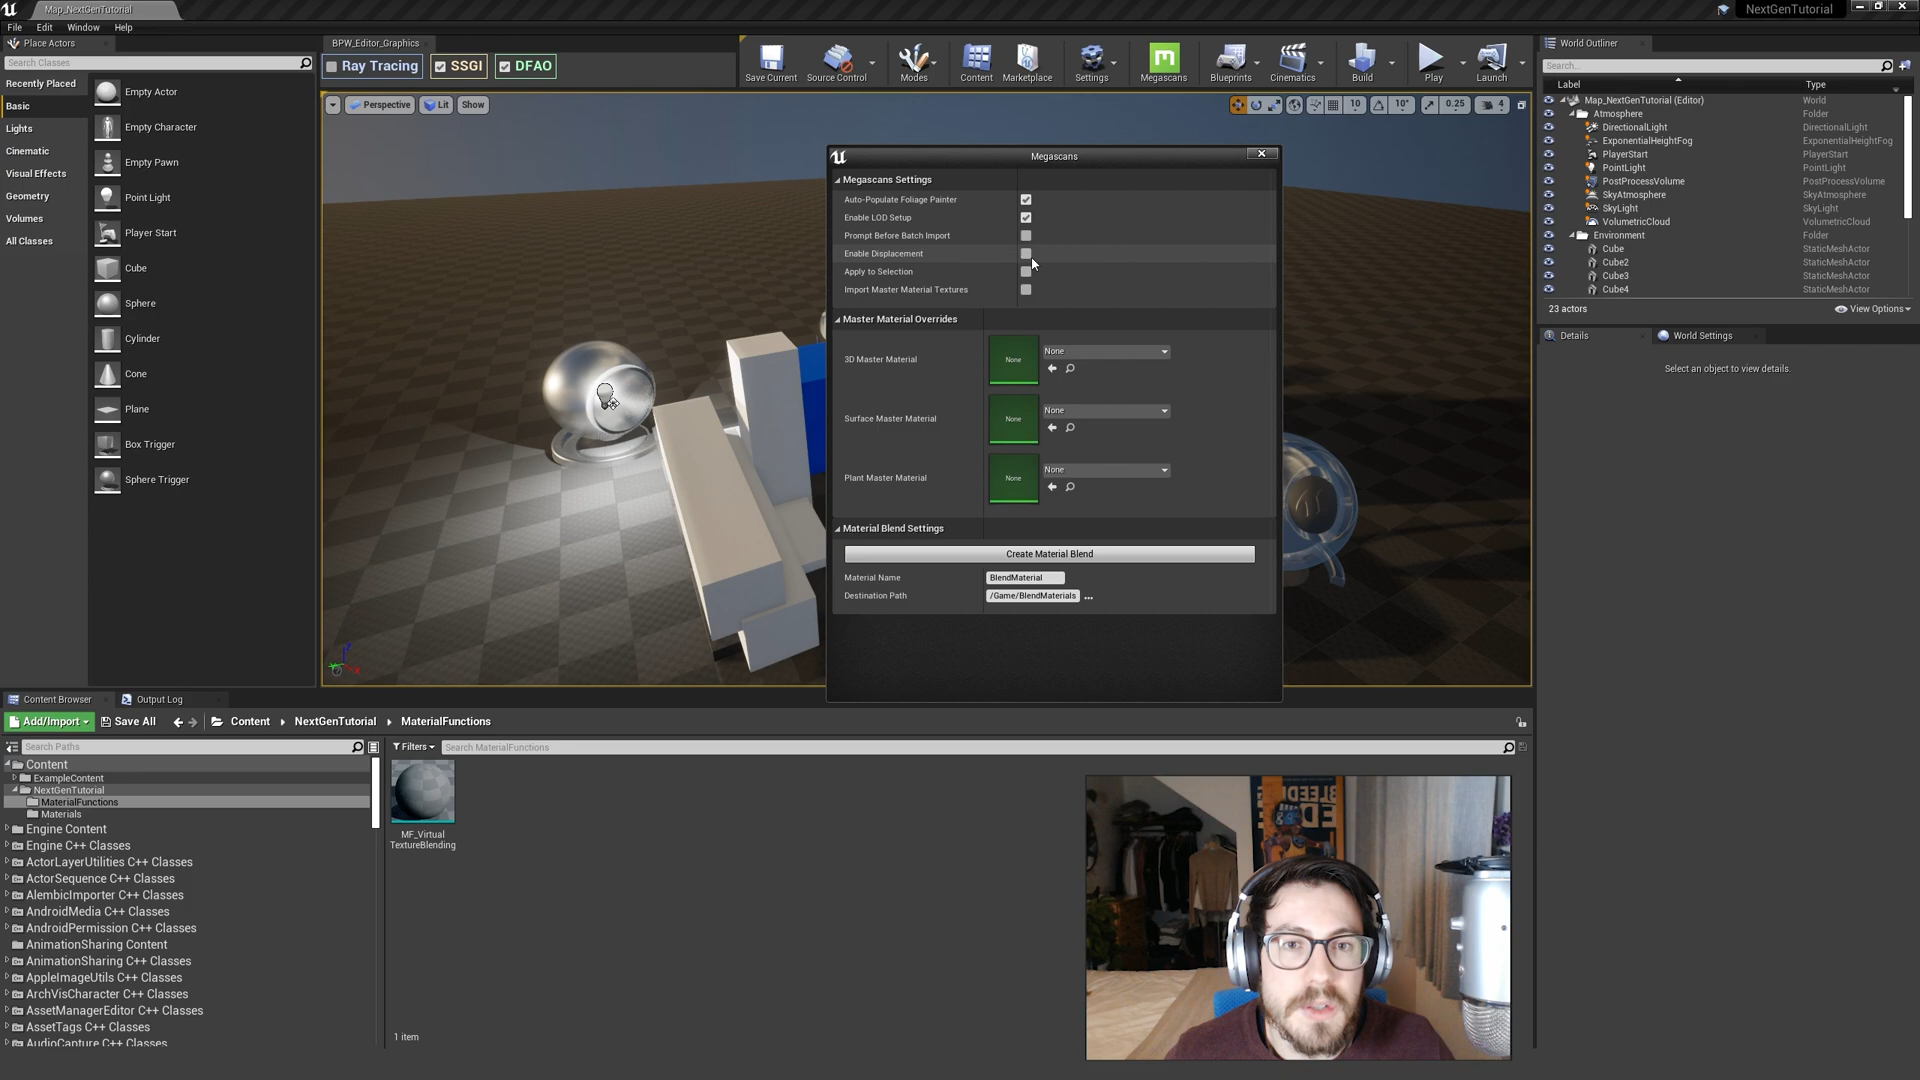 Map_NextGenTutorial
NextGenTutorial
File Edit Window Help
Place Actors
Search Classes
Recently Placed
Basic
Lights
Cinematic
Visual Effects
Geometry
Volumes
All Classes
Empty Actor
Empty Character
Empty Pawn
Point Light
Player Start
Cube
Sphere
Cylinder
Cone
Plane
Box Trigger
Sphere Trigger
BPW_Editor_Graphics
Ray Tracing SSGI DFAO
Save Current Source Control Modes Content Marketplace Settings Megascans Blueprints Cinematics Build Play Launch
Perspective Lit Show
10 10° 0.25 4
Megascans
Megascans Settings
Auto-Populate Foliage Painter
Enable LOD Setup
Prompt Before Batch Import
Enable Displacement
Apply to Selection
Import Master Material Textures
Master Material Overrides
3D Master Material None None
Surface Master Material None None
Plant Master Material None None
Material Blend Settings
Create Material Blend
Material Name BlendMaterial
Destination Path /Game/BlendMaterials ...
World Outliner
Search...
Label Type
Map_NextGenTutorial (Editor) World
Atmosphere Folder
DirectionalLight DirectionalLight
ExponentialHeightFog ExponentialHeightFog
PlayerStart PlayerStart
PointLight PointLight
PostProcessVolume PostProcessVolume
SkyAtmosphere SkyAtmosphere
SkyLight SkyLight
VolumetricCloud VolumetricCloud
Environment Folder
Cube StaticMeshActor
Cube2 StaticMeshActor
Cube3 StaticMeshActor
Cube4 StaticMeshActor
23 actors View Options
Details World Settings
Select an object to view details.
Content Browser Output Log
Add/Import Save All Content NextGenTutorial MaterialFunctions
Search Paths
Filters Search MaterialFunctions
Content
ExampleContent
NextGenTutorial
MaterialFunctions
Materials
Engine Content
Engine C++ Classes
ActorLayerUtilities C++ Classes
ActorSequence C++ Classes
AlembicImporter C++ Classes
AndroidMedia C++ Classes
AndroidPermission C++ Classes
AnimationSharing Content
AnimationSharing C++ Classes
AppleImageUtils C++ Classes
ArchVisCharacter C++ Classes
AssetManagerEditor C++ Classes
AssetTags C++ Classes
AudioCapture C++ Classes
MF_Virtual
TextureBlending
1 item